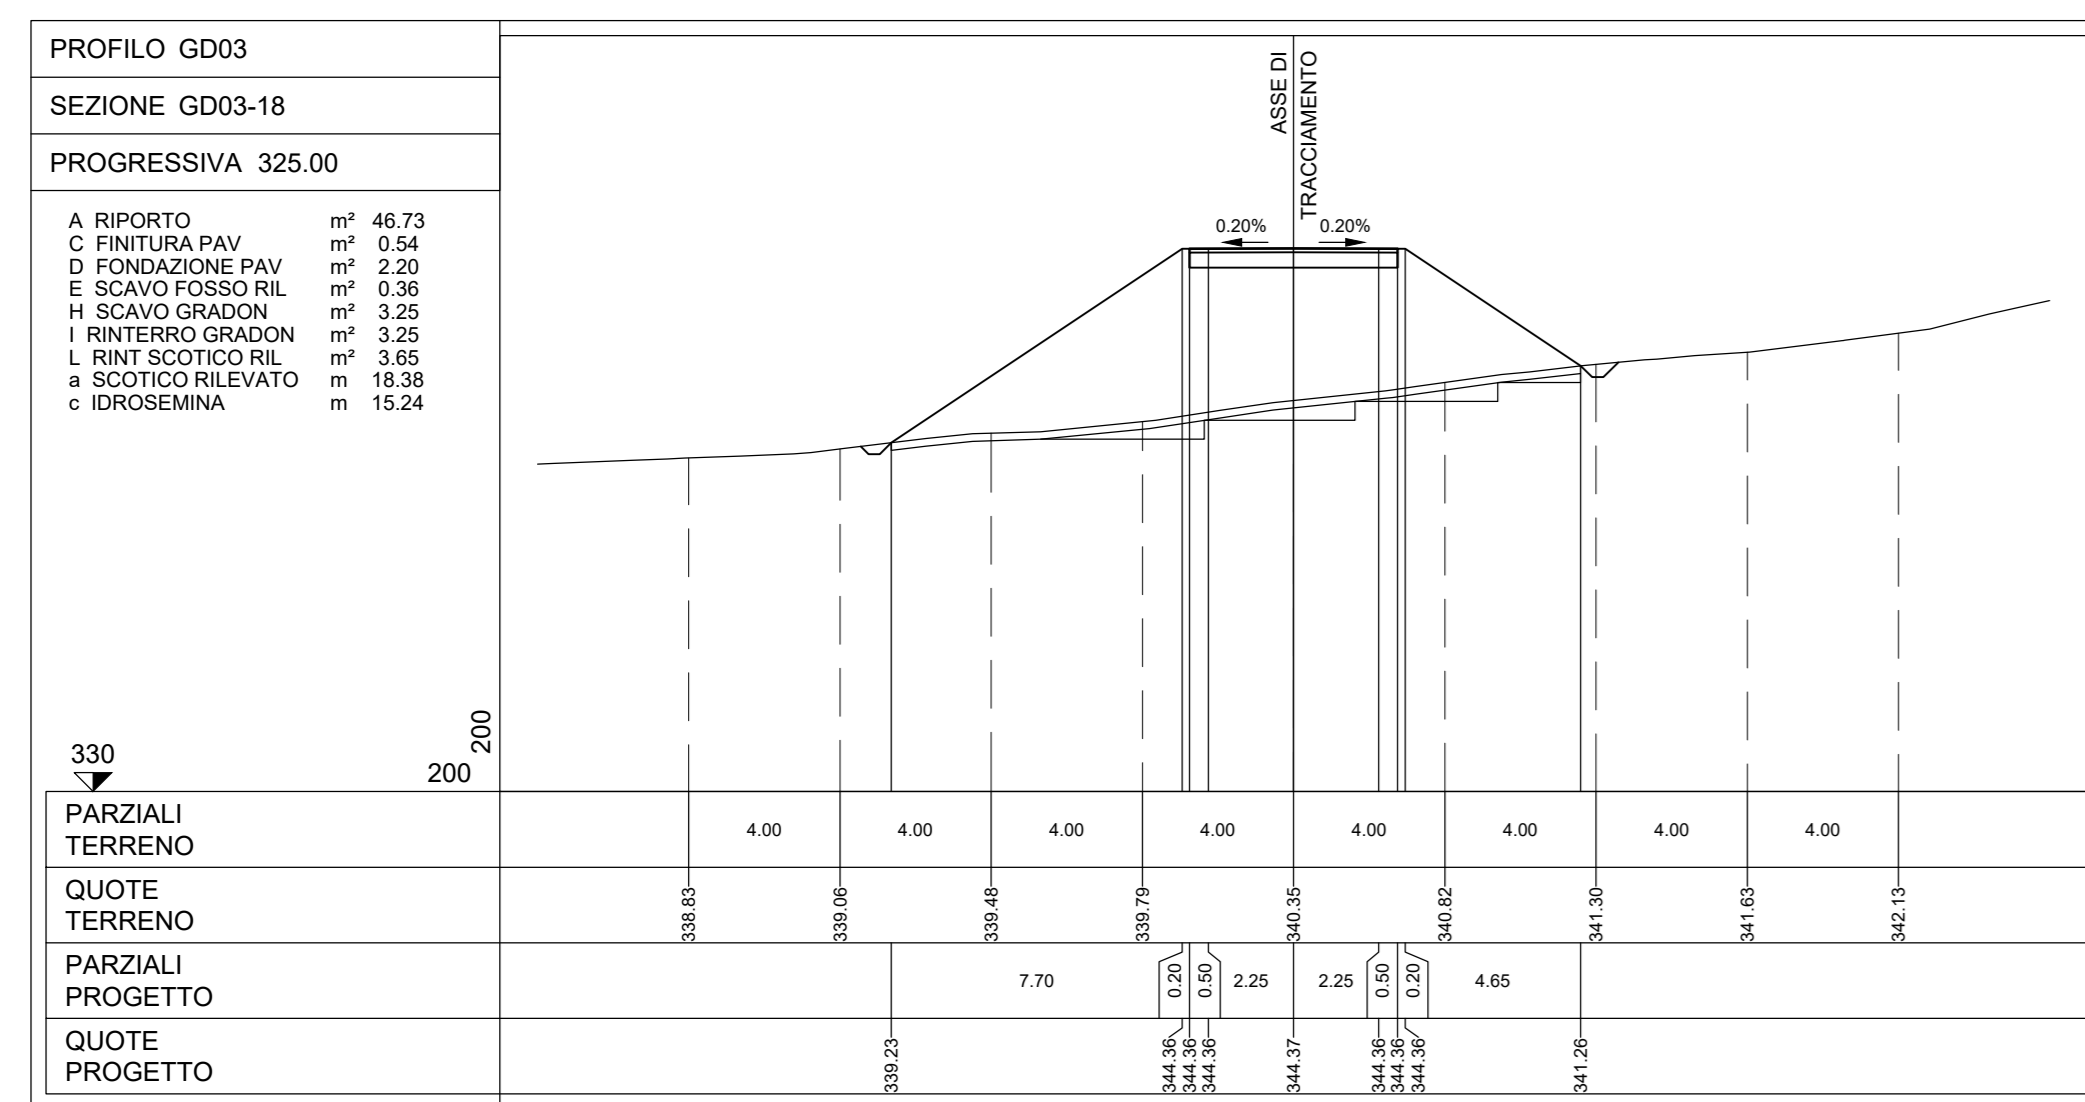 PROFILO GD03
SEZIONE GD03-18
PROGRESSIVA 325.00
A RIPORTO m² 46.73
C FINITURA PAV m² 0.54
D FONDAZIONE PAV m² 2.20
E SCAVO FOSSO RIL m² 0.36
H SCAVO GRADON m² 3.25
I RINTERRO GRADON m² 3.25
L RINT SCOTICO RIL m² 3.65
a SCOTICO RILEVATO m 18.38
c IDROSEMINA m 15.24
ASSE DI
TRACCIAMENTO
0.20% 0.20%
330
200
200
PARZIALI
TERRENO
4.00 4.00 4.00 4.00 4.00 4.00 4.00 4.00
QUOTE
TERRENO
338.83 339.06 339.48 339.79 340.35 340.82 341.30 341.63 342.13
PARZIALI
PROGETTO
7.70 0.20 0.50 2.25 2.25 0.50 0.20 4.65
QUOTE
PROGETTO
339.23 344.36 344.36 344.36 344.37 344.36 344.36 344.36 341.26